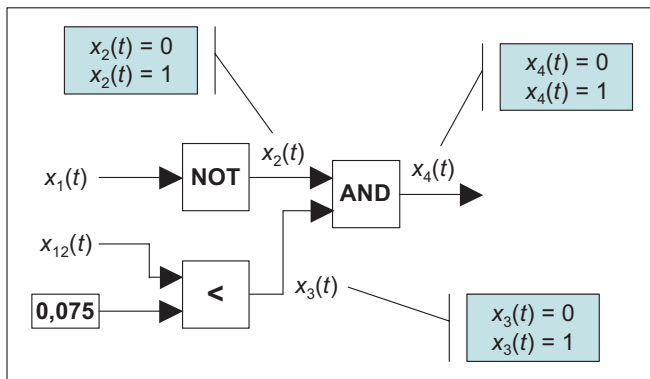 x₂(t) = 0
x₂(t) = 1
x₄(t) = 0
x₄(t) = 1
x₁(t)
NOT
x₂(t)
AND
x₄(t)
x₁₂(t)
0,075
<
x₃(t)
x₃(t) = 0
x₃(t) = 1